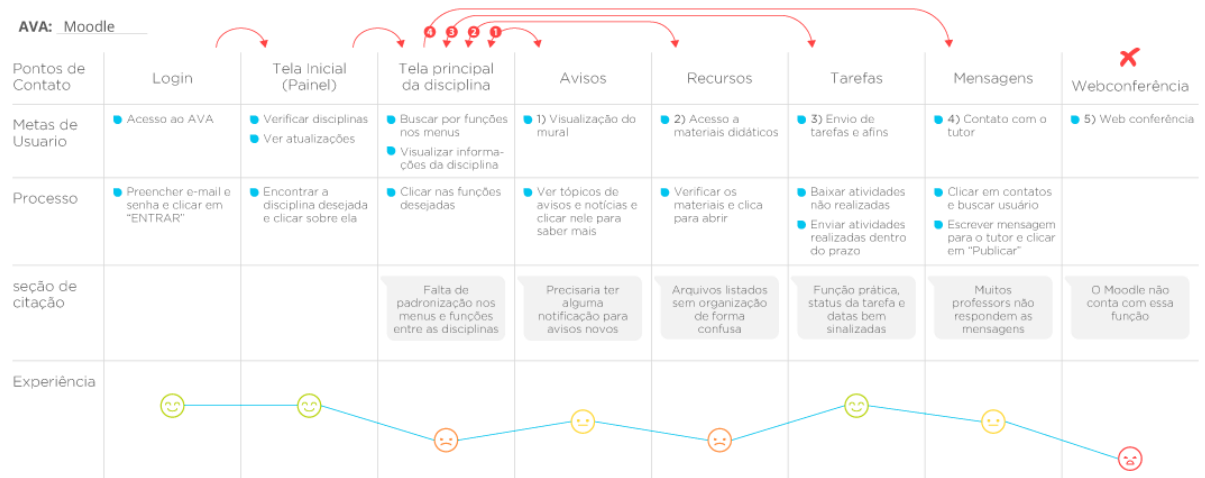 AVA: Moodle
4 3 2 1
Pontos de
Contato
Login
Tela Inicial
(Painel)
Tela principal
da disciplina
Avisos
Recursos
Tarefas
Mensagens
Webconferência
Metas de
Usuario
Acesso ao AVA
Verificar disciplinas
Ver atualizações
Buscar por funções
nos menus
Visualizar informa-
ções da disciplina
1) Visualização do
mural
2) Acesso a
materiais didáticos
3) Envio de
tarefas e afins
4) Contato com o
tutor
5) Web conferência
Processo
Preencher e-mail e
senha e clicar em
“ENTRAR”
Encontrar a
disciplina desejada
e clicar sobre ela
Clicar nas funções
desejadas
Ver tópicos de
avisos e notícias e
clicar nele para
saber mais
Verificar os
materiais e clica
para abrir
Baixar atividades
não realizadas
Enviar atividades
realizadas dentro
do prazo
Clicar em contatos
e buscar usuário
Escrever mensagem
para o tutor e clicar
em “Publicar”
seção de
citação
Falta de
padronização nos
menus e funções
entre as disciplinas
Precisaria ter
alguma
notificação para
avisos novos
Arquivos listados
sem organização
de forma
confusa
Função prática,
status da tarefa e
datas bem
sinalizadas
Muitos
professors não
respondem as
mensagens
O Moodle não
conta com essa
função
Experiência